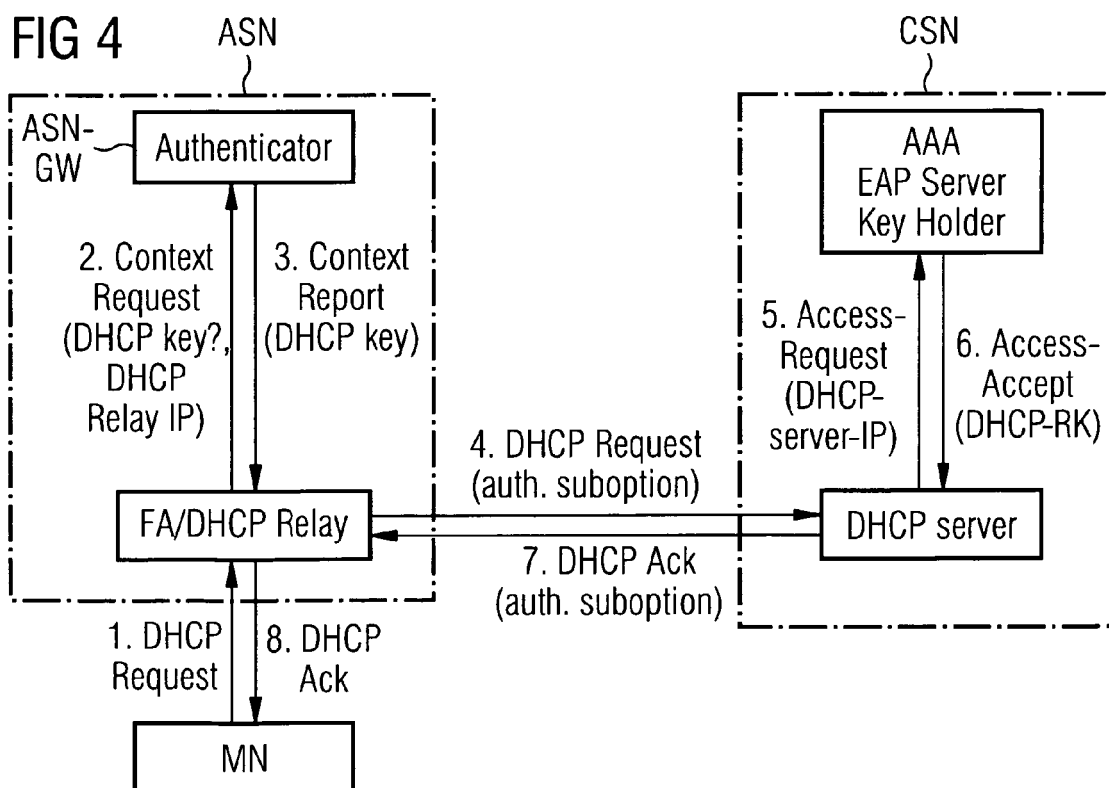 FIG 4
ASN
CSN
ASN-
GW
Authenticator
AAA
EAP Server
Key Holder
2. Context
Request
(DHCP key?,
DHCP
Relay IP)
3. Context
Report
(DHCP key)
5. Access-
Request
(DHCP-
server-IP)
6. Access-
Accept
(DHCP-RK)
4. DHCP Request
(auth. suboption)
FA/DHCP Relay
DHCP server
7. DHCP Ack
(auth. suboption)
1. DHCP
Request
8. DHCP
Ack
MN